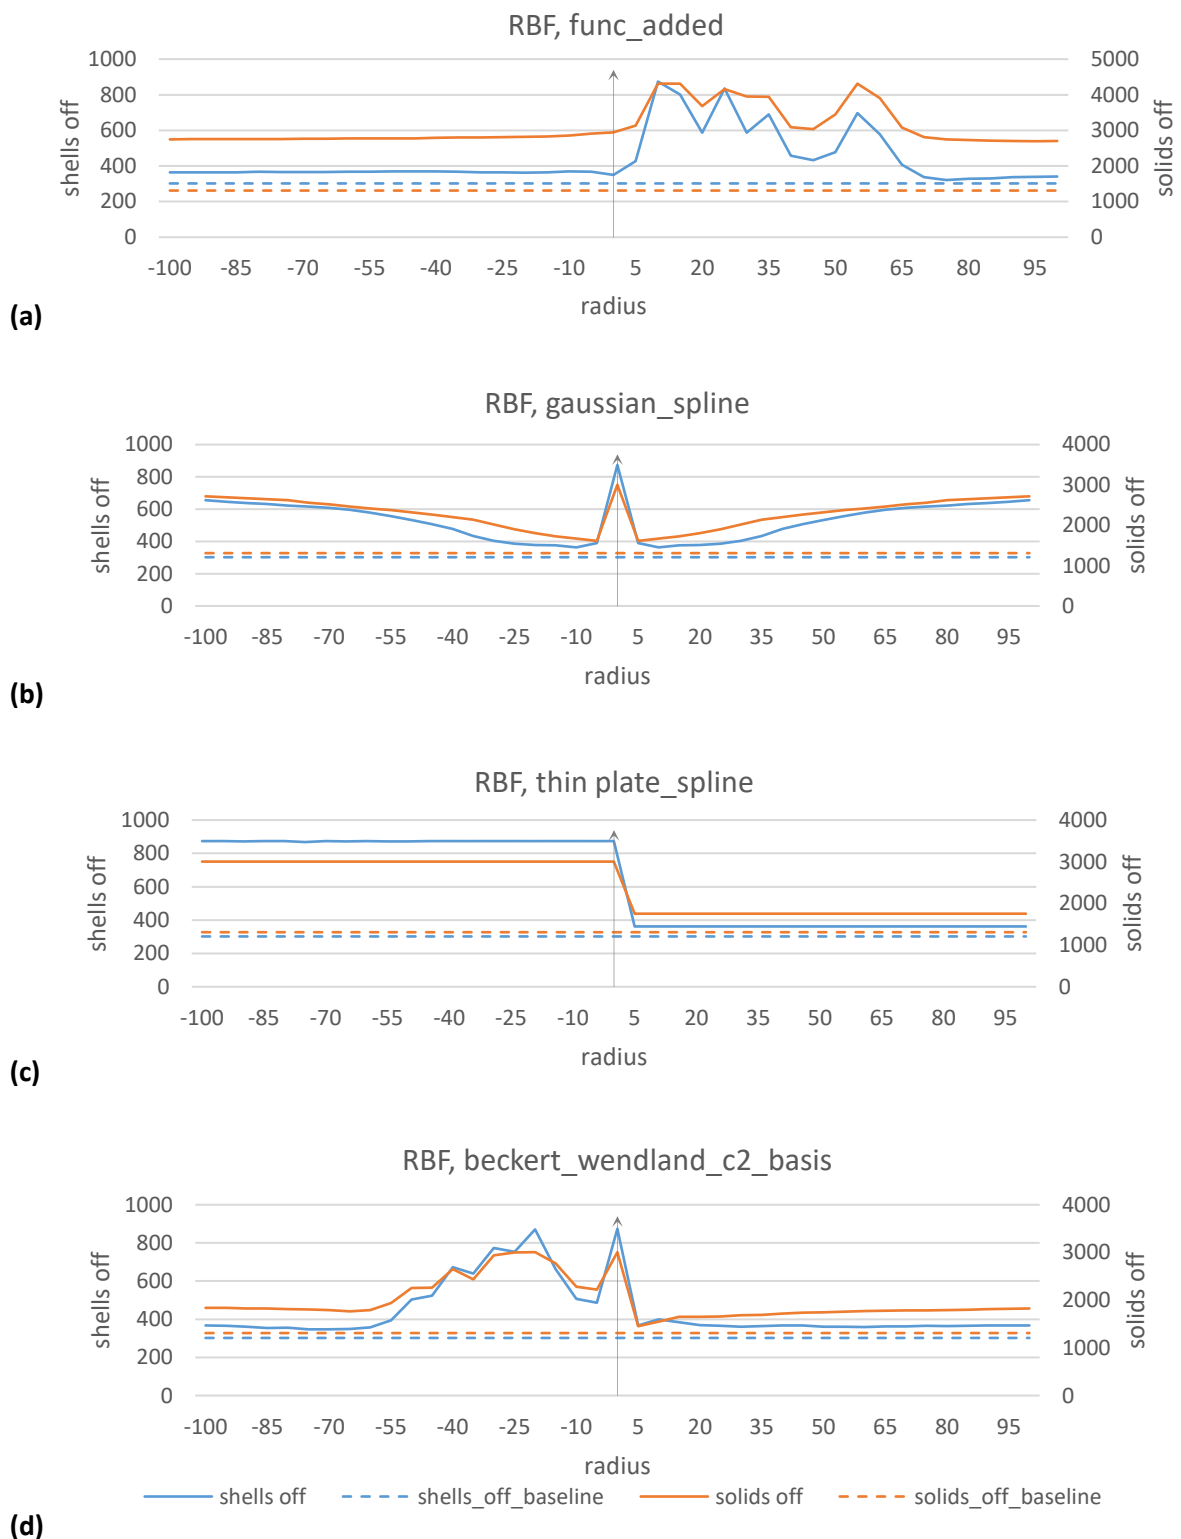 RBF, func_added
1000 5000
800 4000
600 3000
400 2000
200 1000
0 0
shells off
solids off
-100 -85 -70 -55 -40 -25 -10 5 20 35 50 65 80 95
radius
(a)
RBF, gaussian_spline
1000 4000
800
600 3000
400 2000
200 1000
0 0
shells off
solids off
-100 -85 -70 -55 -40 -25 -10 5 20 35 50 65 80 95
radius
(b)
RBF, thin plate_spline
1000 4000
800
600 3000
400 2000
200 1000
0 0
shells off
solids off
-100 -85 -70 -55 -40 -25 -10 5 20 35 50 65 80 95
radius
(c)
RBF, beckert_wendland_c2_basis
1000 4000
800
600 3000
400 2000
200 1000
0 0
shells off
solids off
-100 -85 -70 -55 -40 -25 -10 5 20 35 50 65 80 95
radius
shells off shells_off_baseline solids off solids_off_baseline
(d)